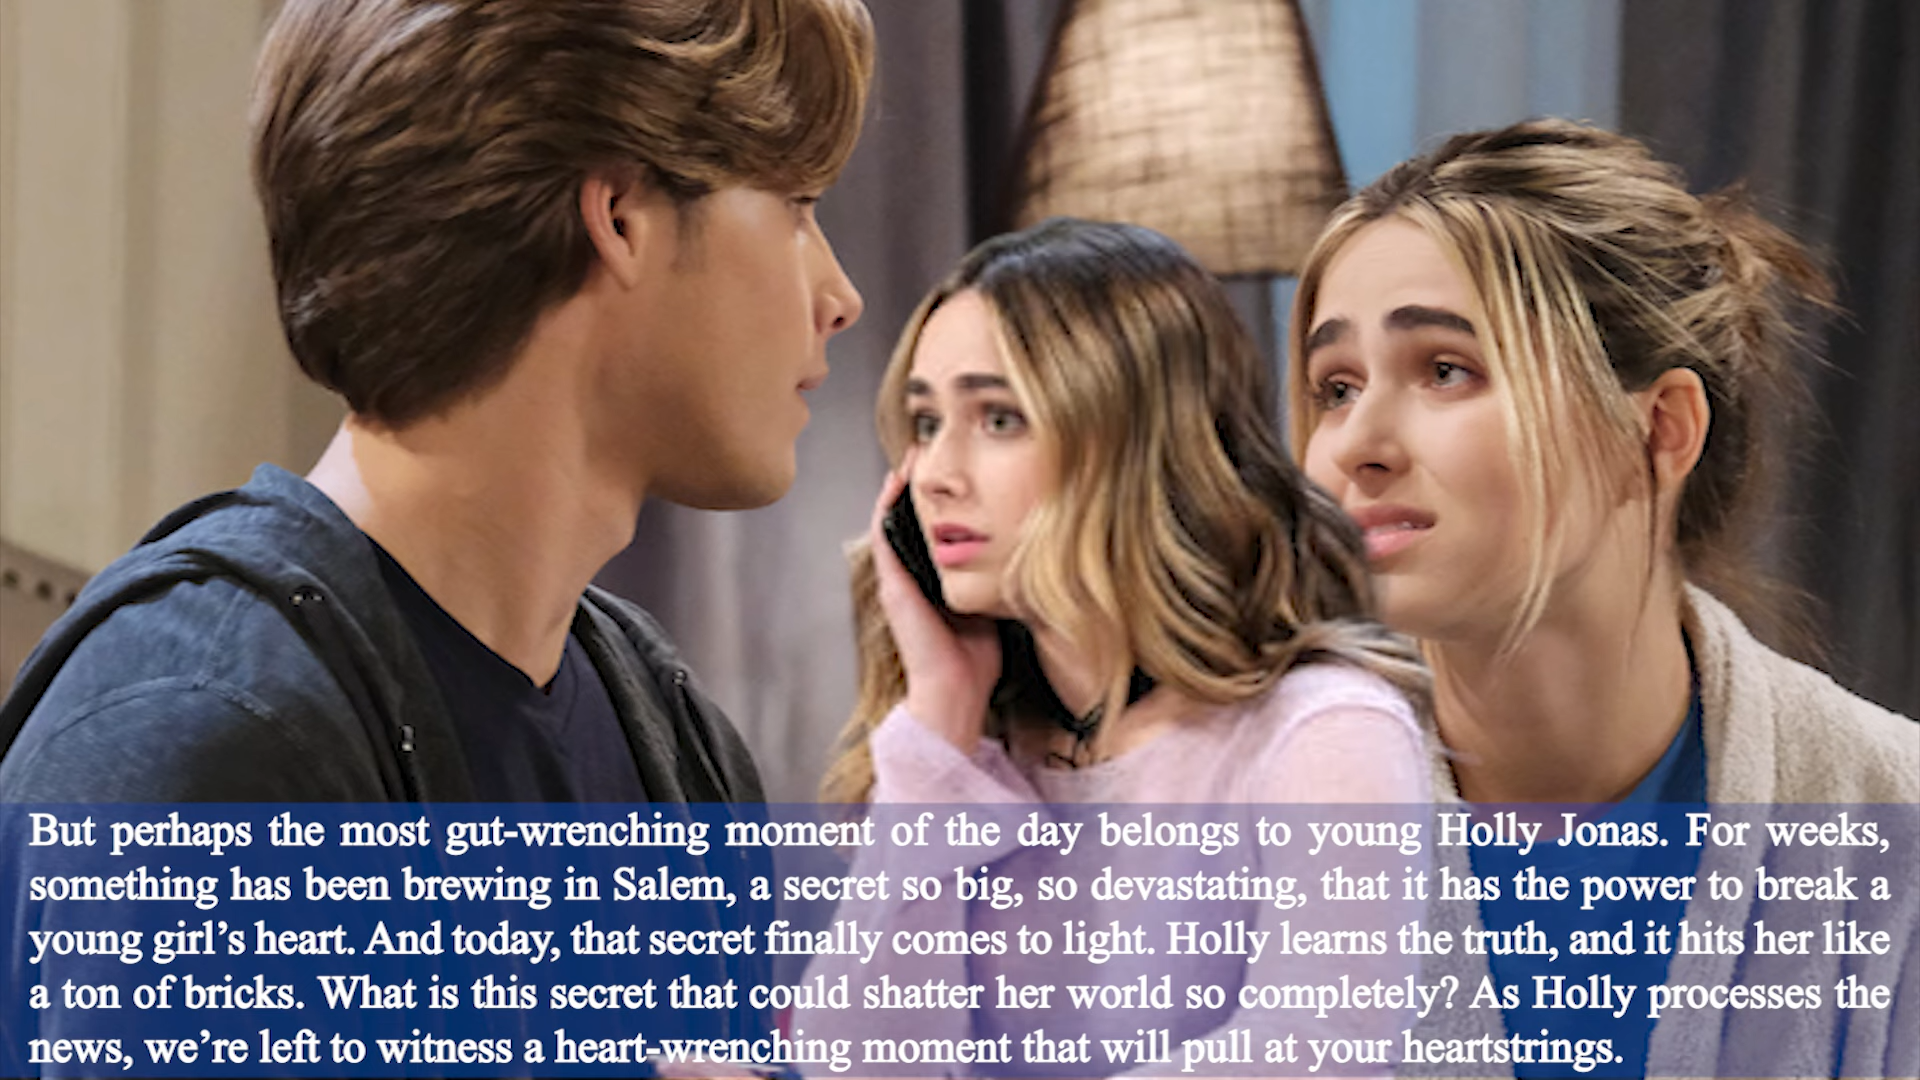 But perhaps the most gut-wrenching moment of the day belongs to young Holly Jonas. For weeks,
something has been brewing in Salem, a secret so big, so devastating, that it has the power to break a
young girl’s heart. And today, that secret finally comes to light. Holly learns the truth, and it hits her like
a ton of bricks. What is this secret that could shatter her world so completely? As Holly processes the
news, we’re left to witness a heart-wrenching moment that will pull at your heartstrings.